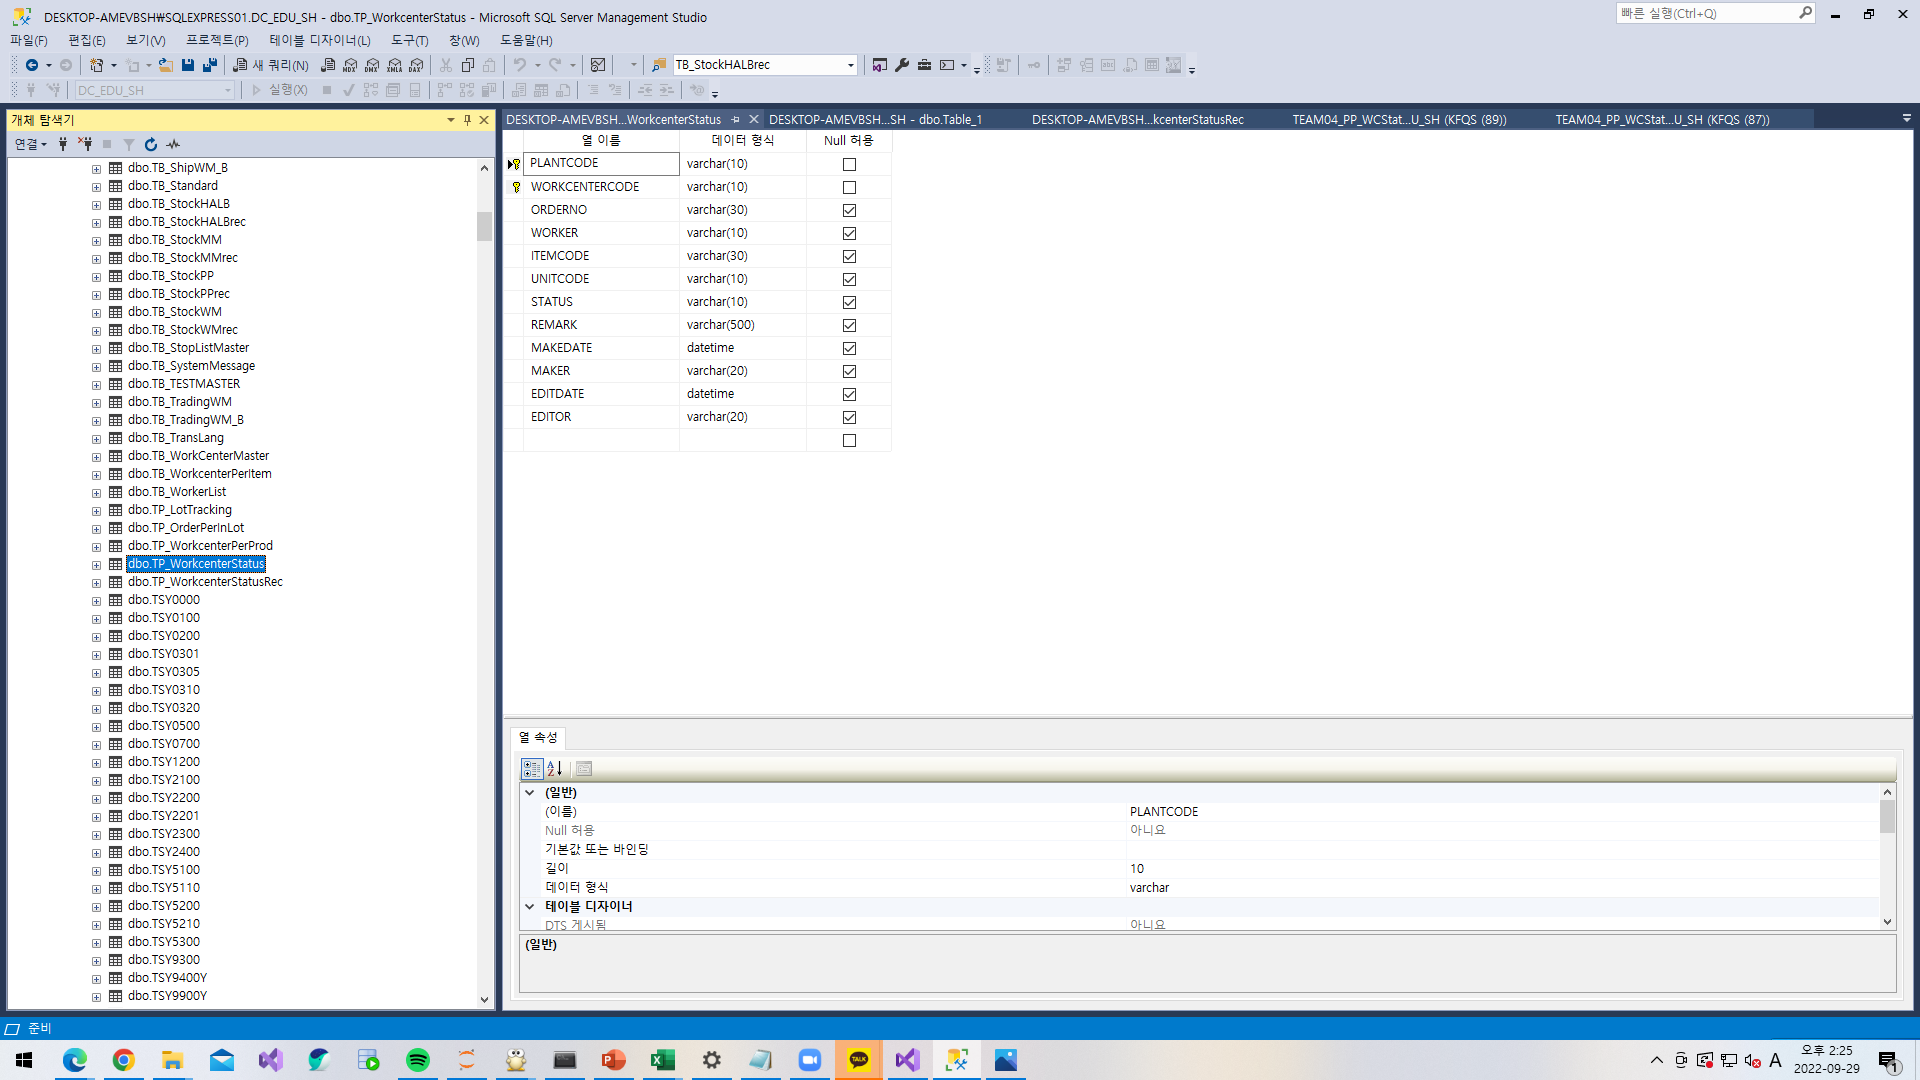 DESKTOP-AMEVBSH₩SQLEXPRESS01.DC_EDU_SH - dbo.TP_WorkcenterStatus - Microsoft SQL Server Management Studio
빠른 실행(Ctrl+Q)
파일(F) 편집(E) 보기(V) 프로젝트(P) 테이블 디자이너(L) 도구(T) 창(W) 도움말(H)
새 쿼리(N) MDX DMX XMLA DAX TB_StockHALBrec
DC_EDU_SH 실행(X)
개체 탐색기
연결
dbo.TB_ShipWM_B
dbo.TB_Standard
dbo.TB_StockHALB
dbo.TB_StockHALBrec
dbo.TB_StockMM
dbo.TB_StockMMrec
dbo.TB_StockPP
dbo.TB_StockPPrec
dbo.TB_StockWM
dbo.TB_StockWMrec
dbo.TB_StopListMaster
dbo.TB_SystemMessage
dbo.TB_TESTMASTER
dbo.TB_TradingWM
dbo.TB_TradingWM_B
dbo.TB_TransLang
dbo.TB_WorkCenterMaster
dbo.TB_WorkcenterPerItem
dbo.TB_WorkerList
dbo.TP_LotTracking
dbo.TP_OrderPerInLot
dbo.TP_WorkcenterPerProd
dbo.TP_WorkcenterStatus
dbo.TP_WorkcenterStatusRec
dbo.TSY0000
dbo.TSY0100
dbo.TSY0200
dbo.TSY0301
dbo.TSY0305
dbo.TSY0310
dbo.TSY0320
dbo.TSY0500
dbo.TSY0700
dbo.TSY1200
dbo.TSY2100
dbo.TSY2200
dbo.TSY2201
dbo.TSY2300
dbo.TSY2400
dbo.TSY5100
dbo.TSY5110
dbo.TSY5200
dbo.TSY5210
dbo.TSY5300
dbo.TSY9300
dbo.TSY9400Y
dbo.TSY9900Y
DESKTOP-AMEVBSH...WorkcenterStatus DESKTOP-AMEVBSH...SH - dbo.Table_1 DESKTOP-AMEVBSH...kcenterStatusRec TEAM04_PP_WCStat...U_SH (KFQS (89)) TEAM04_PP_WCStat...U_SH (KFQS (87))
열 이름 데이터 형식 Null 허용
PLANTCODE varchar(10)
WORKCENTERCODE varchar(10)
ORDERNO varchar(30)
WORKER varchar(10)
ITEMCODE varchar(30)
UNITCODE varchar(10)
STATUS varchar(10)
REMARK varchar(500)
MAKEDATE datetime
MAKER varchar(20)
EDITDATE datetime
EDITOR varchar(20)
열 속성
(일반)
(이름) PLANTCODE
Null 허용 아니요
기본값 또는 바인딩
길이 10
데이터 형식 varchar
테이블 디자이너
DTS 게시됨 아니요
(일반)
준비
TALK
A 오후 2:25
2022-09-29
1